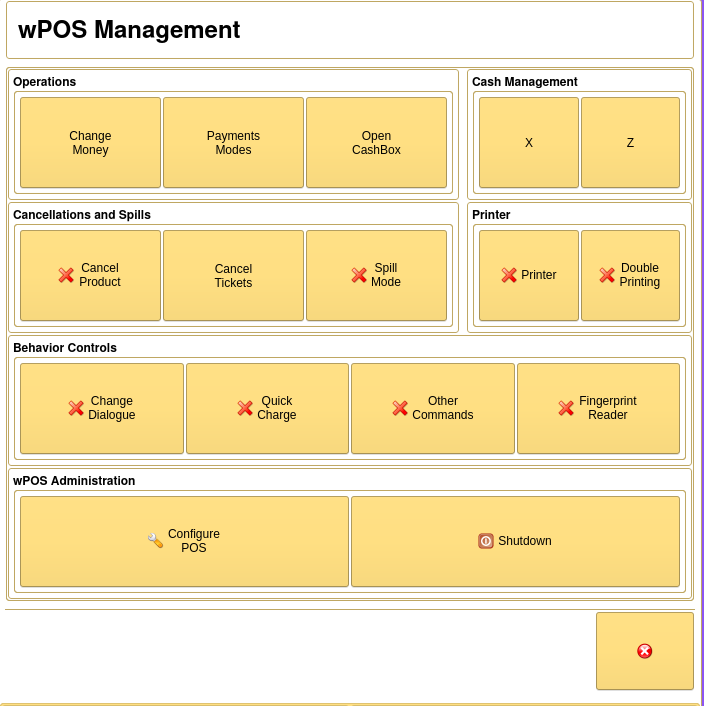 wPOS Management
Operations
Cash Management
Change
Money
Payments
Modes
Open
CashBox
X
Z
Cancellations and Spills
Printer
Cancel
Product
Cancel
Tickets
Spill
Mode
Printer
Double
Printing
Behavior Controls
Change
Dialogue
Quick
Charge
Other
Commands
Fingerprint
Reader
wPOS Administration
Configure
POS
Shutdown